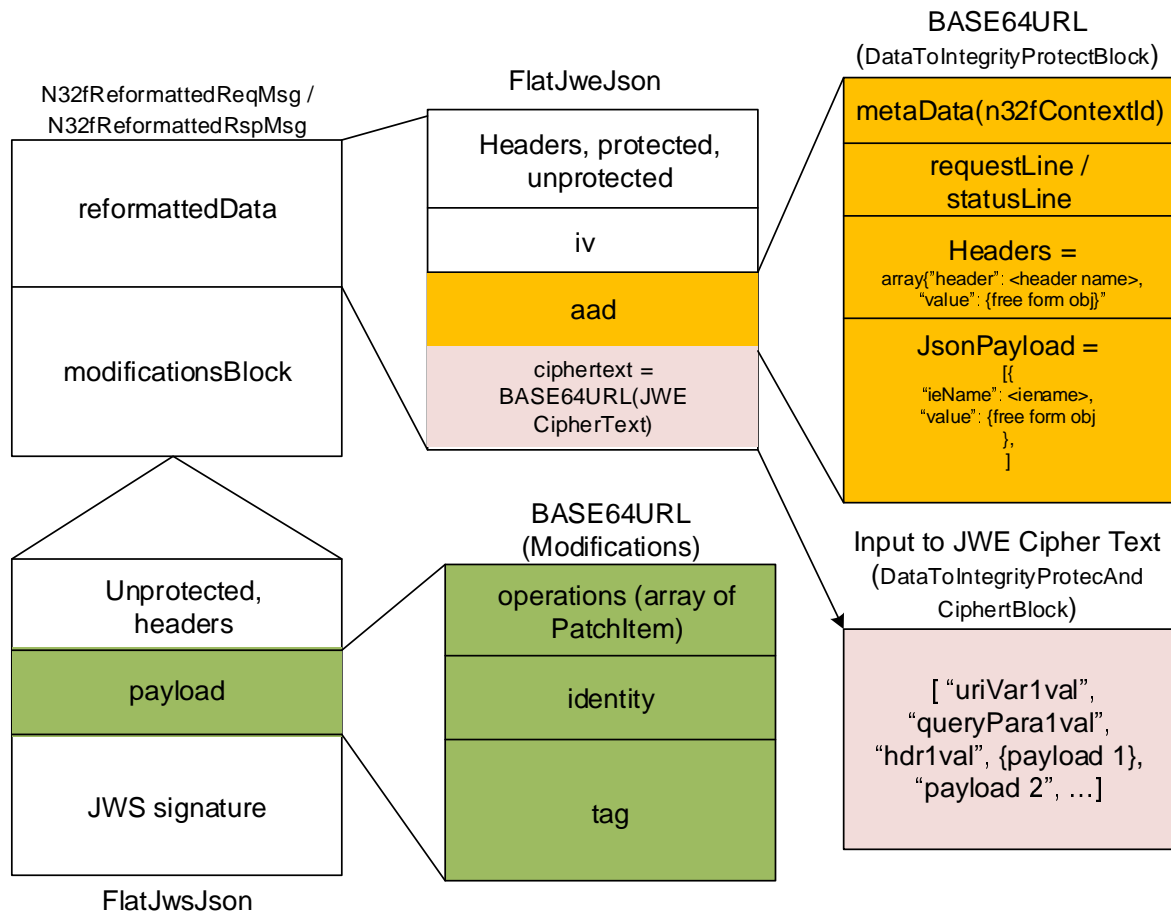 N32fReformattedReqMsg /
N32fReformattedRspMsg
reformattedData
modificationsBlock
FlatJweJson
Headers, protected,
unprotected
iv
aad
ciphertext =
BASE64URL(JWE
CipherText)
BASE64URL
(DataToIntegrityProtectBlock)
metaData(n32fContextId)
requestLine /
statusLine
Headers =
array{”header”: <header name>,
“value”: {free form obj}”
JsonPayload =
[{
“ieName”: <iename>,
“value”: {free form obj
},
]
Unprotected,
headers
payload
JWS signature
FlatJwsJson
BASE64URL
(Modifications)
operations (array of
PatchItem)
identity
tag
Input to JWE Cipher Text
(DataToIntegrityProtecAnd
CiphertBlock)
[ “uriVar1val”,
“queryPara1val”,
“hdr1val”, {payload 1},
“payload 2”, …]